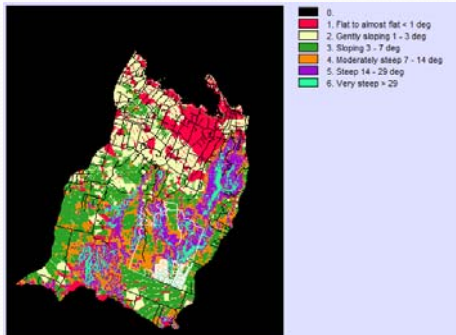 0.
1. Flat to almost flat < 1 deg
2. Gently sloping 1 - 3 deg
3. Sloping 3 - 7 deg
4. Moderately steep 7 - 14 deg
5. Steep 14 - 29 deg
6. Very steep > 29